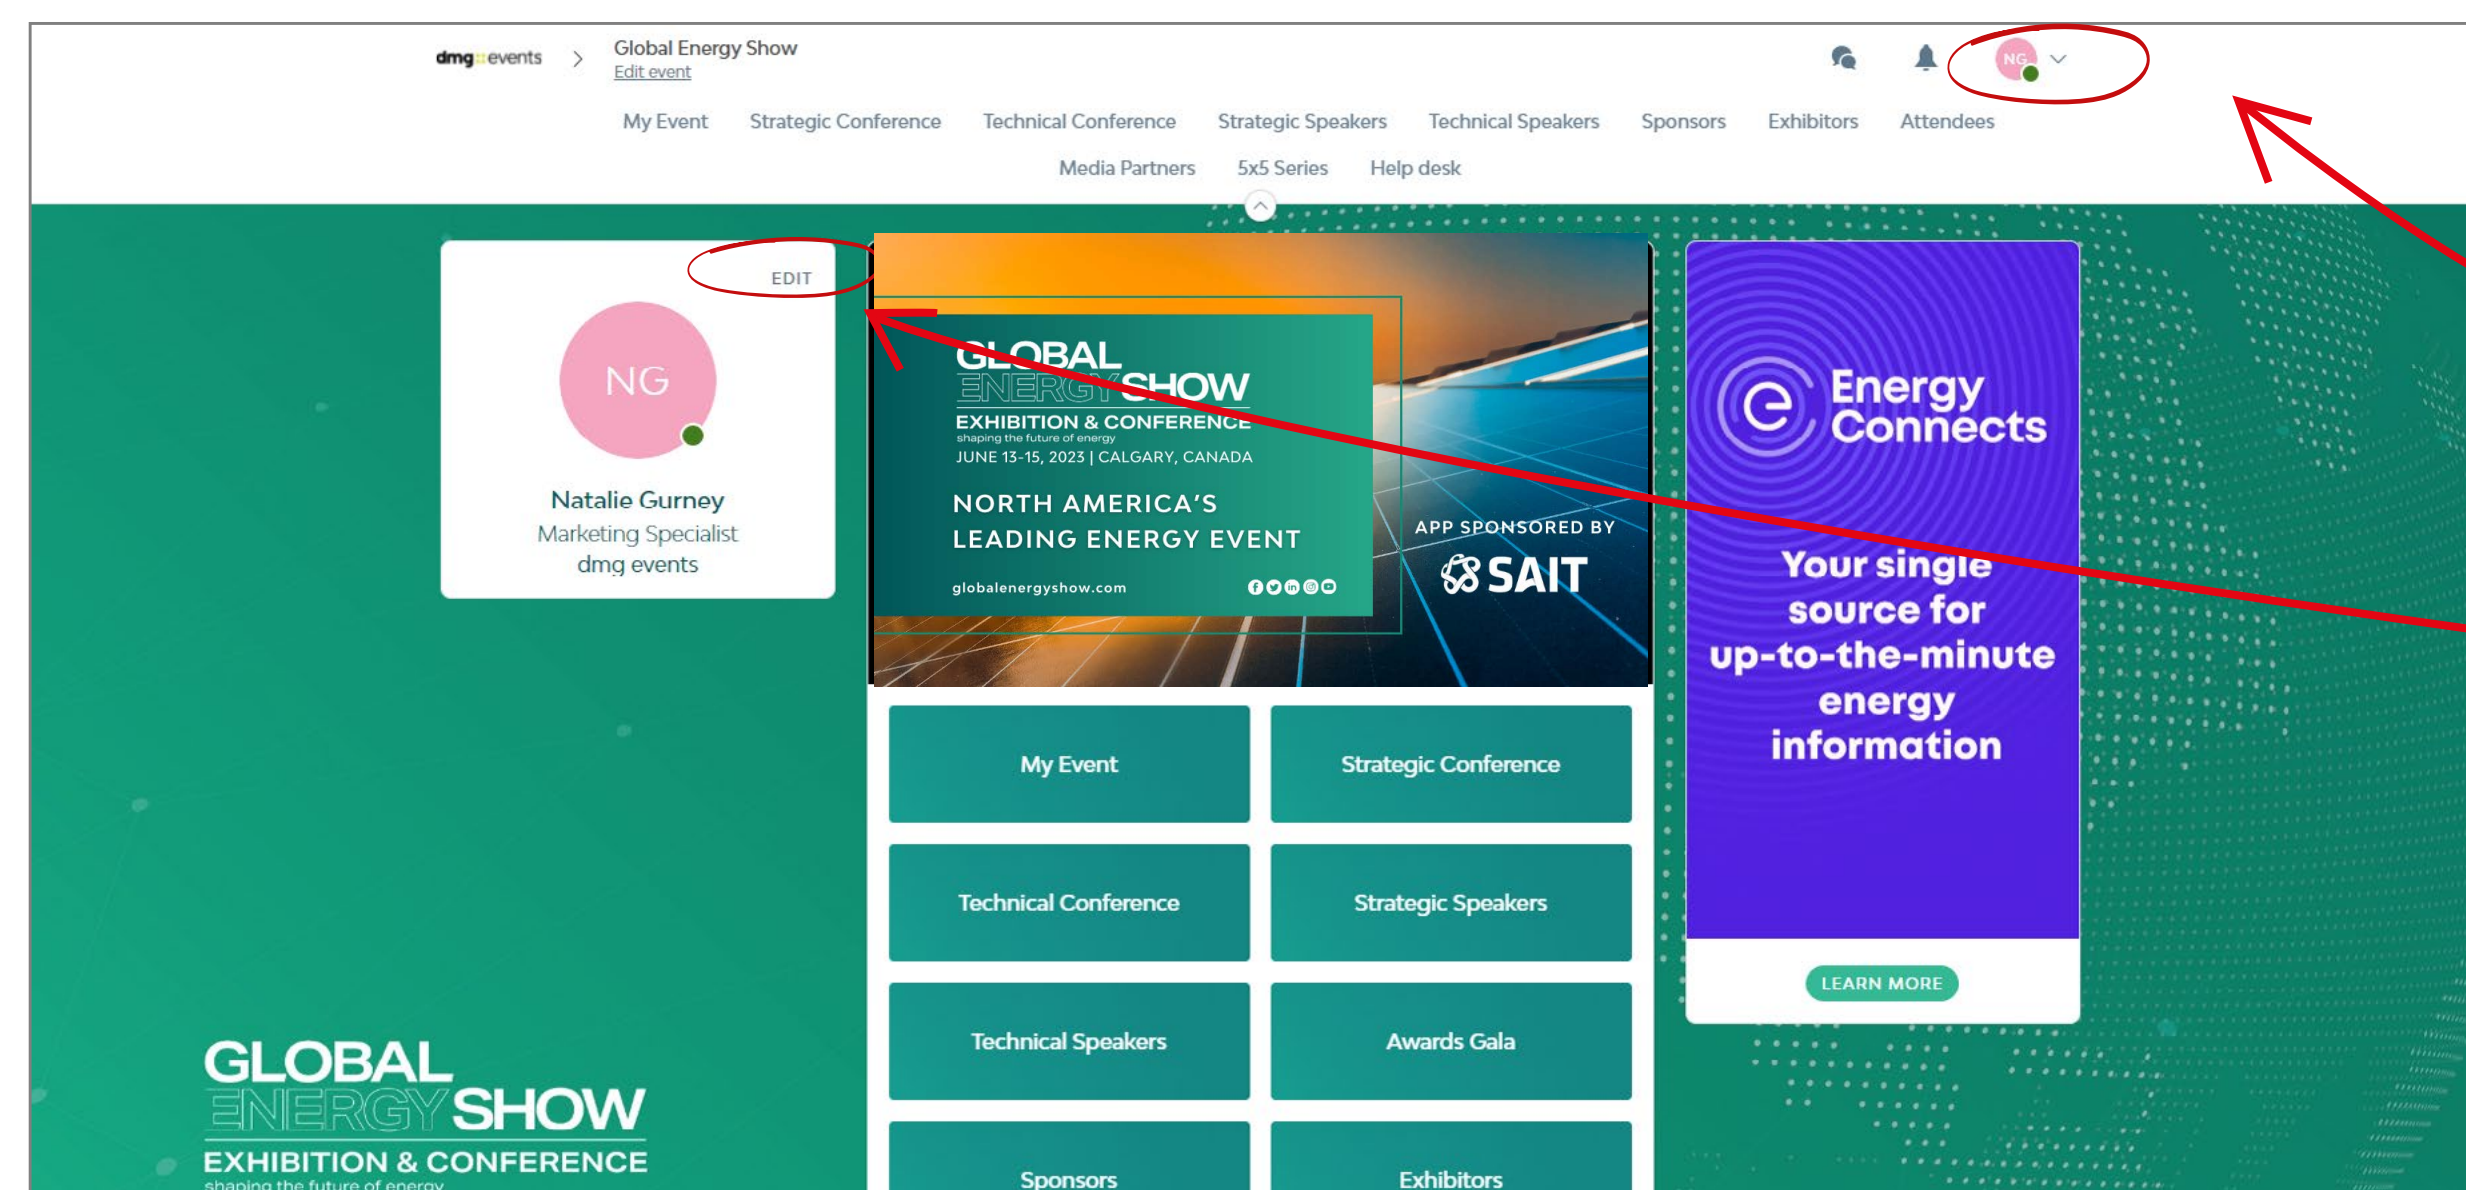 dmg::events > Global Energy Show
Edit event
NG
My Event Strategic Conference Technical Conference Strategic Speakers Technical Speakers Sponsors Exhibitors Attendees
Media Partners 5x5 Series Help desk
EDIT
NG
Natalie Gurney
Marketing Specialist
dmg events
GLOBAL
ENERGY SHOW
EXHIBITION & CONFERENCE
shaping the future of energy
JUNE 13-15, 2023 | CALGARY, CANADA
NORTH AMERICA'S
LEADING ENERGY EVENT
globalenergyshow.com
APP SPONSORED BY
SAIT
Energy
Connects
Your single
source for
up-to-the-minute
energy
information
LEARN MORE
My Event Strategic Conference
Technical Conference Strategic Speakers
Technical Speakers Awards Gala
Sponsors Exhibitors
GLOBAL
ENERGY SHOW
EXHIBITION & CONFERENCE
shaping the future of energy